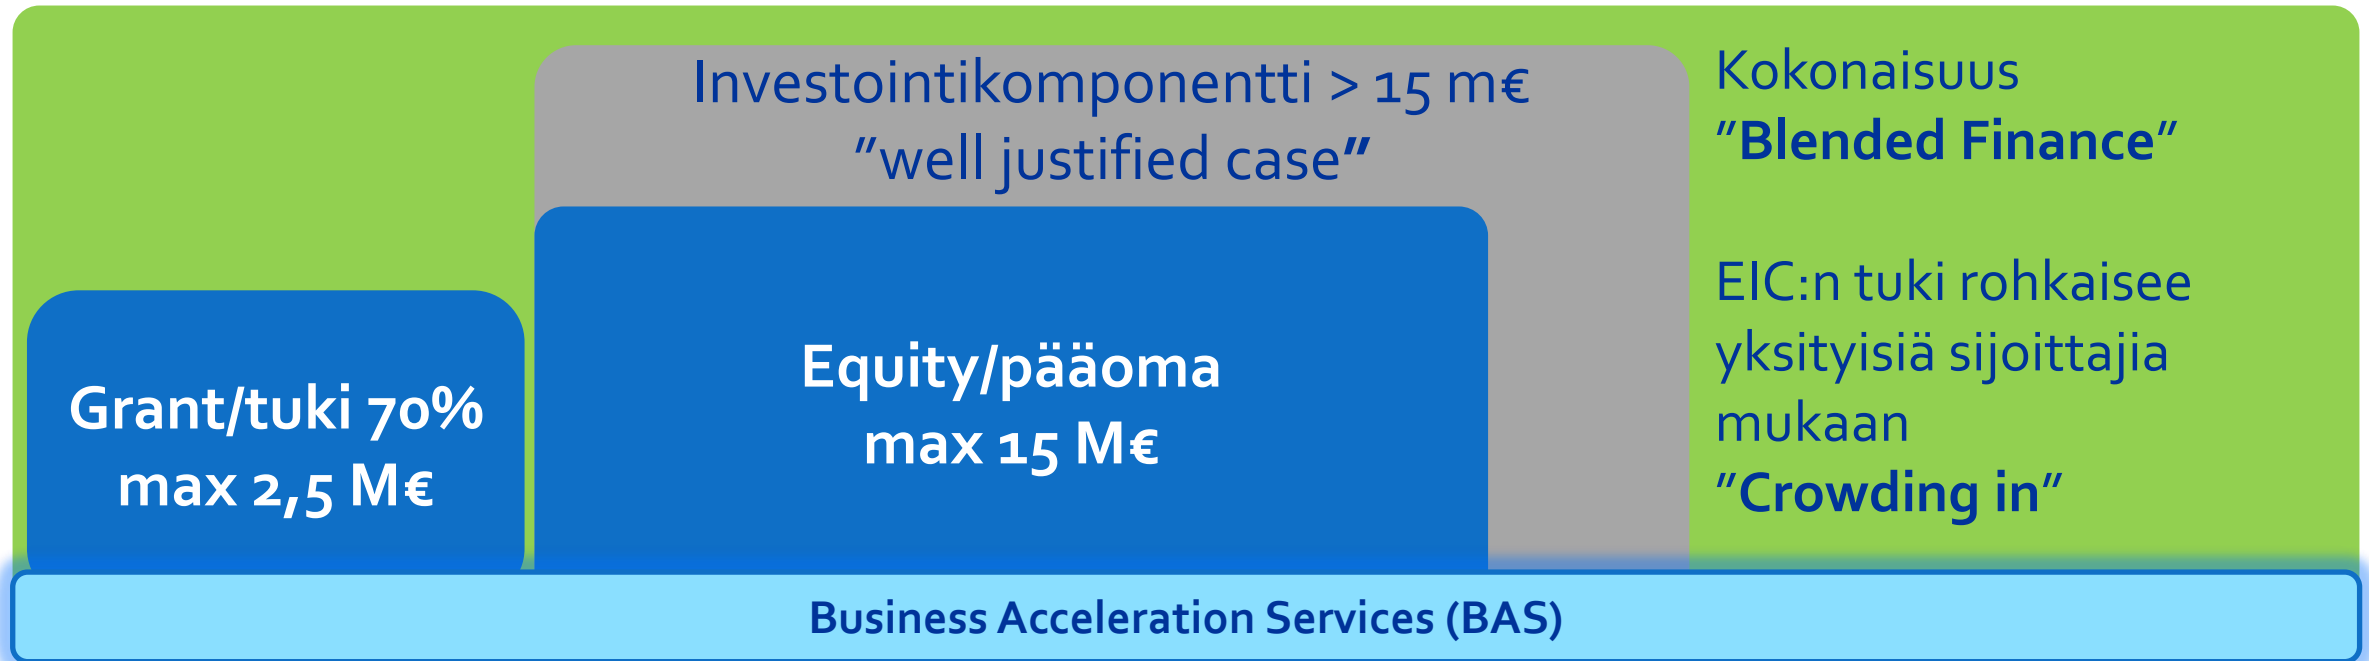 Investointikomponentti > 15 m€
”well justified case”
Kokonaisuus
”Blended Finance”
EIC:n tuki rohkaisee
yksityisiä sijoittajia
mukaan
”Crowding in”
Grant/tuki 70%
max 2,5 M€
Equity/pääoma
max 15 M€
Business Acceleration Services (BAS)